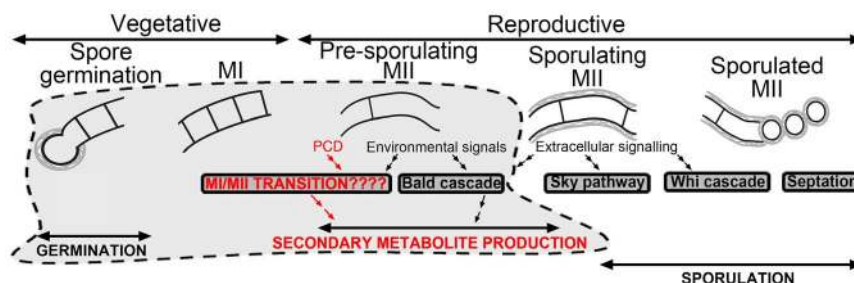 Vegetative
Reproductive
Spore
germination
MI
Pre-sporulating
MII
Sporulating
MII
Sporulated
MII
PCD
Environmental signals
Extracellular signalling
MI/MII TRANSITION????
Bald cascade
Sky pathway
Whi cascade
Septation
GERMINATION
SECONDARY METABOLITE PRODUCTION
SPORULATION